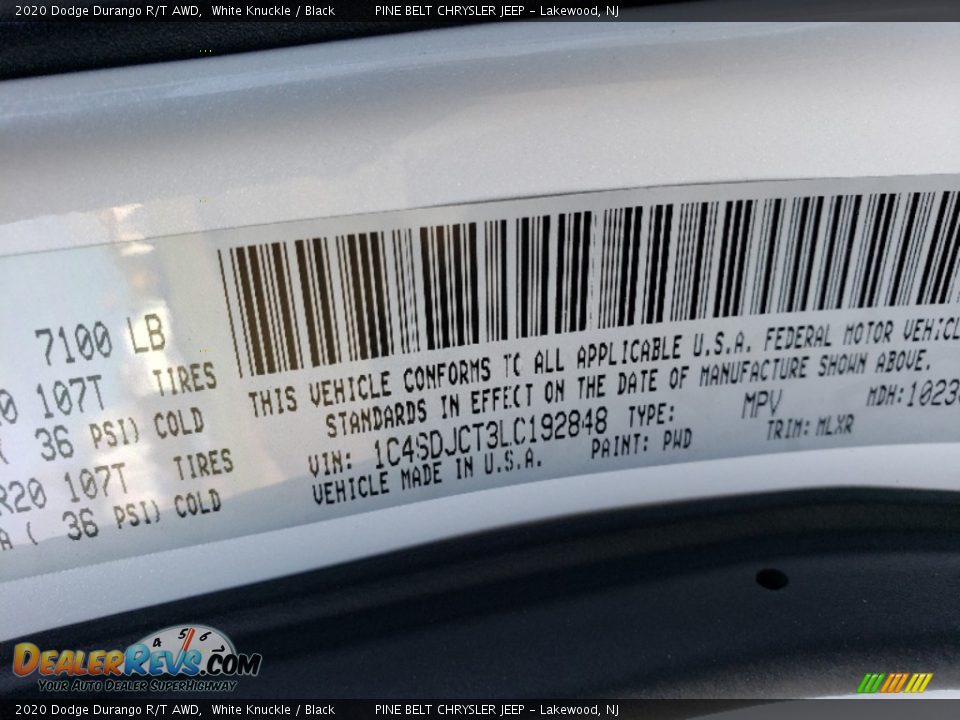 2020 Dodge Durango R/T AWD, White Knuckle / Black PINE BELT CHRYSLER JEEP - Lakewood, NJ
7100 LB
107T TIRES
( 36 PSI) COLD
R20 107T TIRES
A ( 36 PSI) COLD
THIS VEHICLE CONFORMS TO ALL APPLICABLE U.S.A. FEDERAL MOTOR VEHICL
STANDARDS IN EFFECT ON THE DATE OF MANUFACTURE SHOWN ABOVE.
VIN: 1C4SDJCT3LC192848 TYPE: MPV MDH:1023
VEHICLE MADE IN U.S.A. PAINT: PWD TRIM: MLXR
4 5 6
DEALERREVS.COM
YOUR AUTO DEALER SUPERHIGHWAY
2020 Dodge Durango R/T AWD, White Knuckle / Black PINE BELT CHRYSLER JEEP - Lakewood, NJ